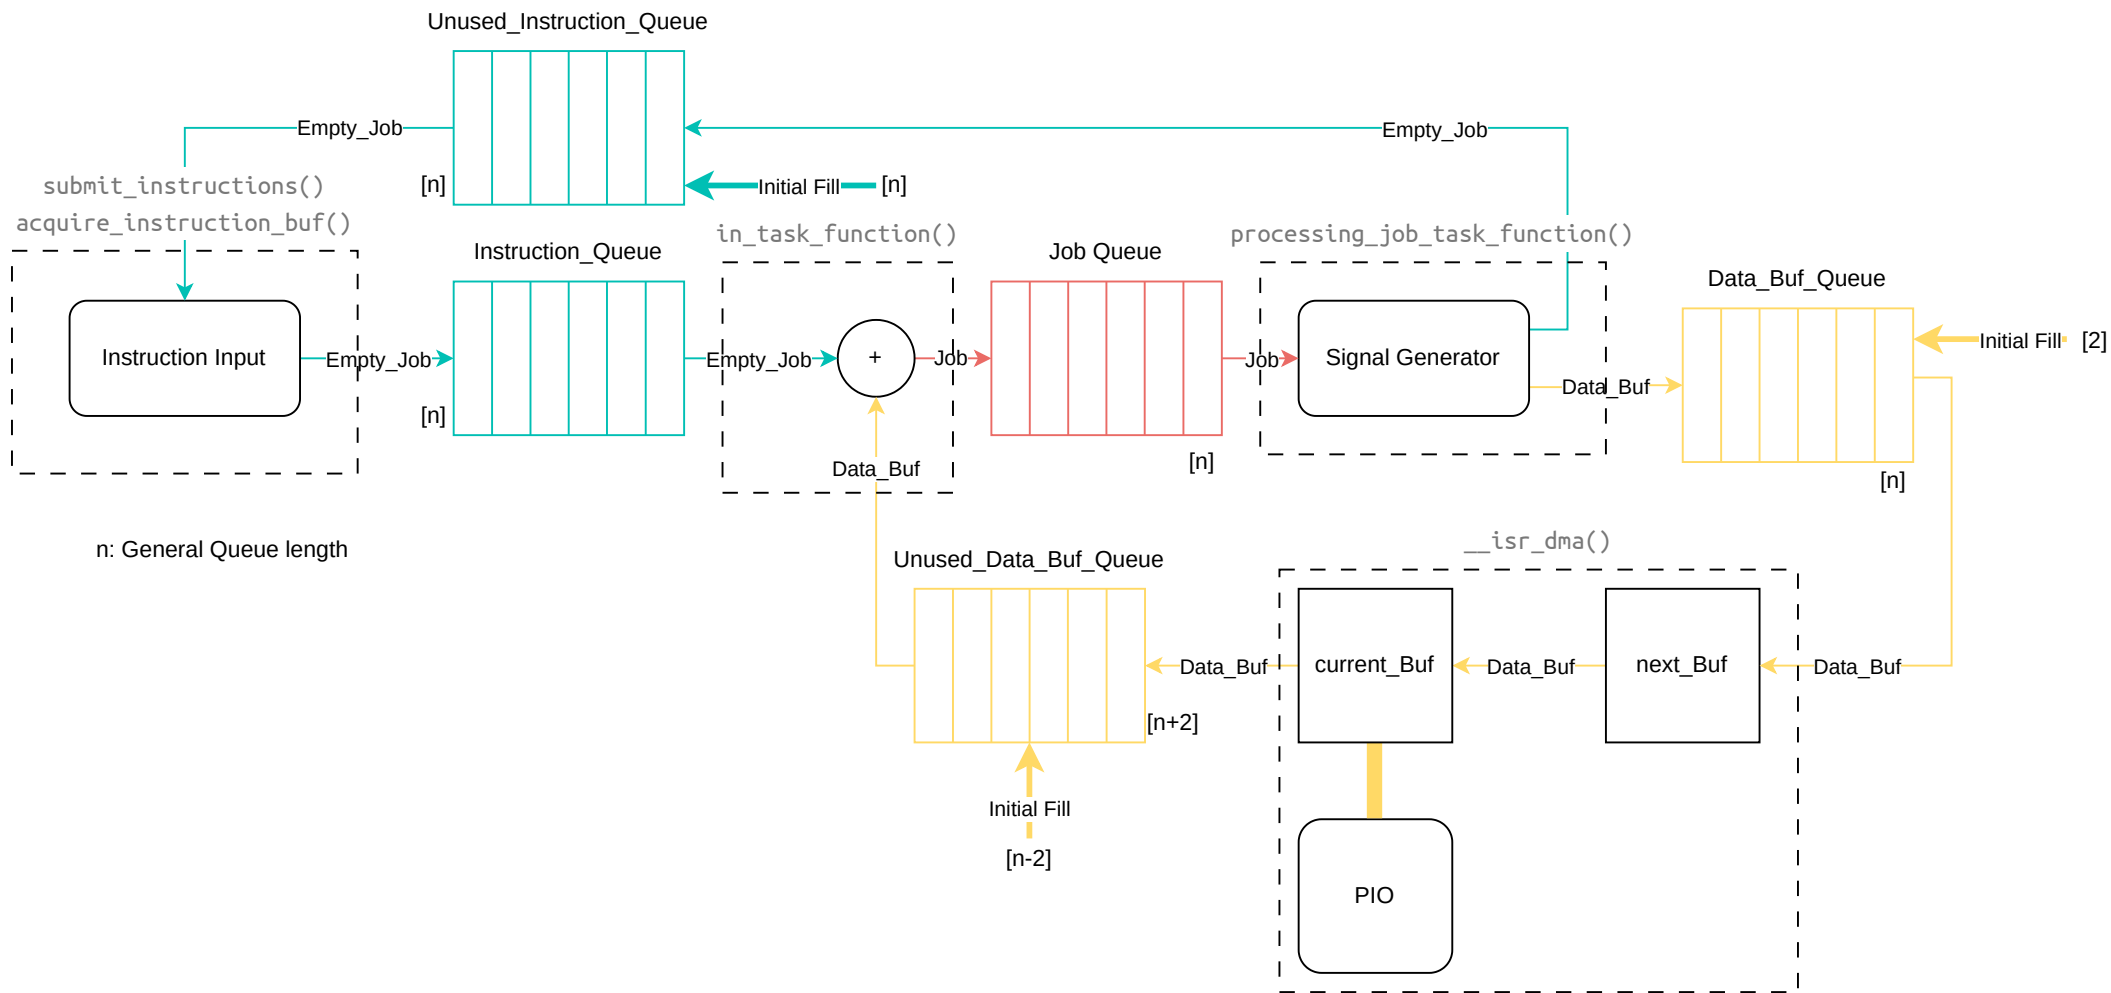 Unused_Instruction_Queue
Empty_Job
Empty_Job
submit_instructions()
acquire_instruction_buf()
[n]
Initial Fill
[n]
in_task_function()
processing_job_task_function()
Instruction_Queue
Job Queue
Data_Buf_Queue
Instruction Input
Empty_Job
[n]
Empty_Job
+
Job
Job
Signal Generator
Data_Buf
Initial Fill
[2]
[n]
[n]
Data_Buf
n: General Queue length
Unused_Data_Buf_Queue
__isr_dma()
Data_Buf
current_Buf
Data_Buf
next_Buf
Data_Buf
[n+2]
Initial Fill
[n-2]
PIO